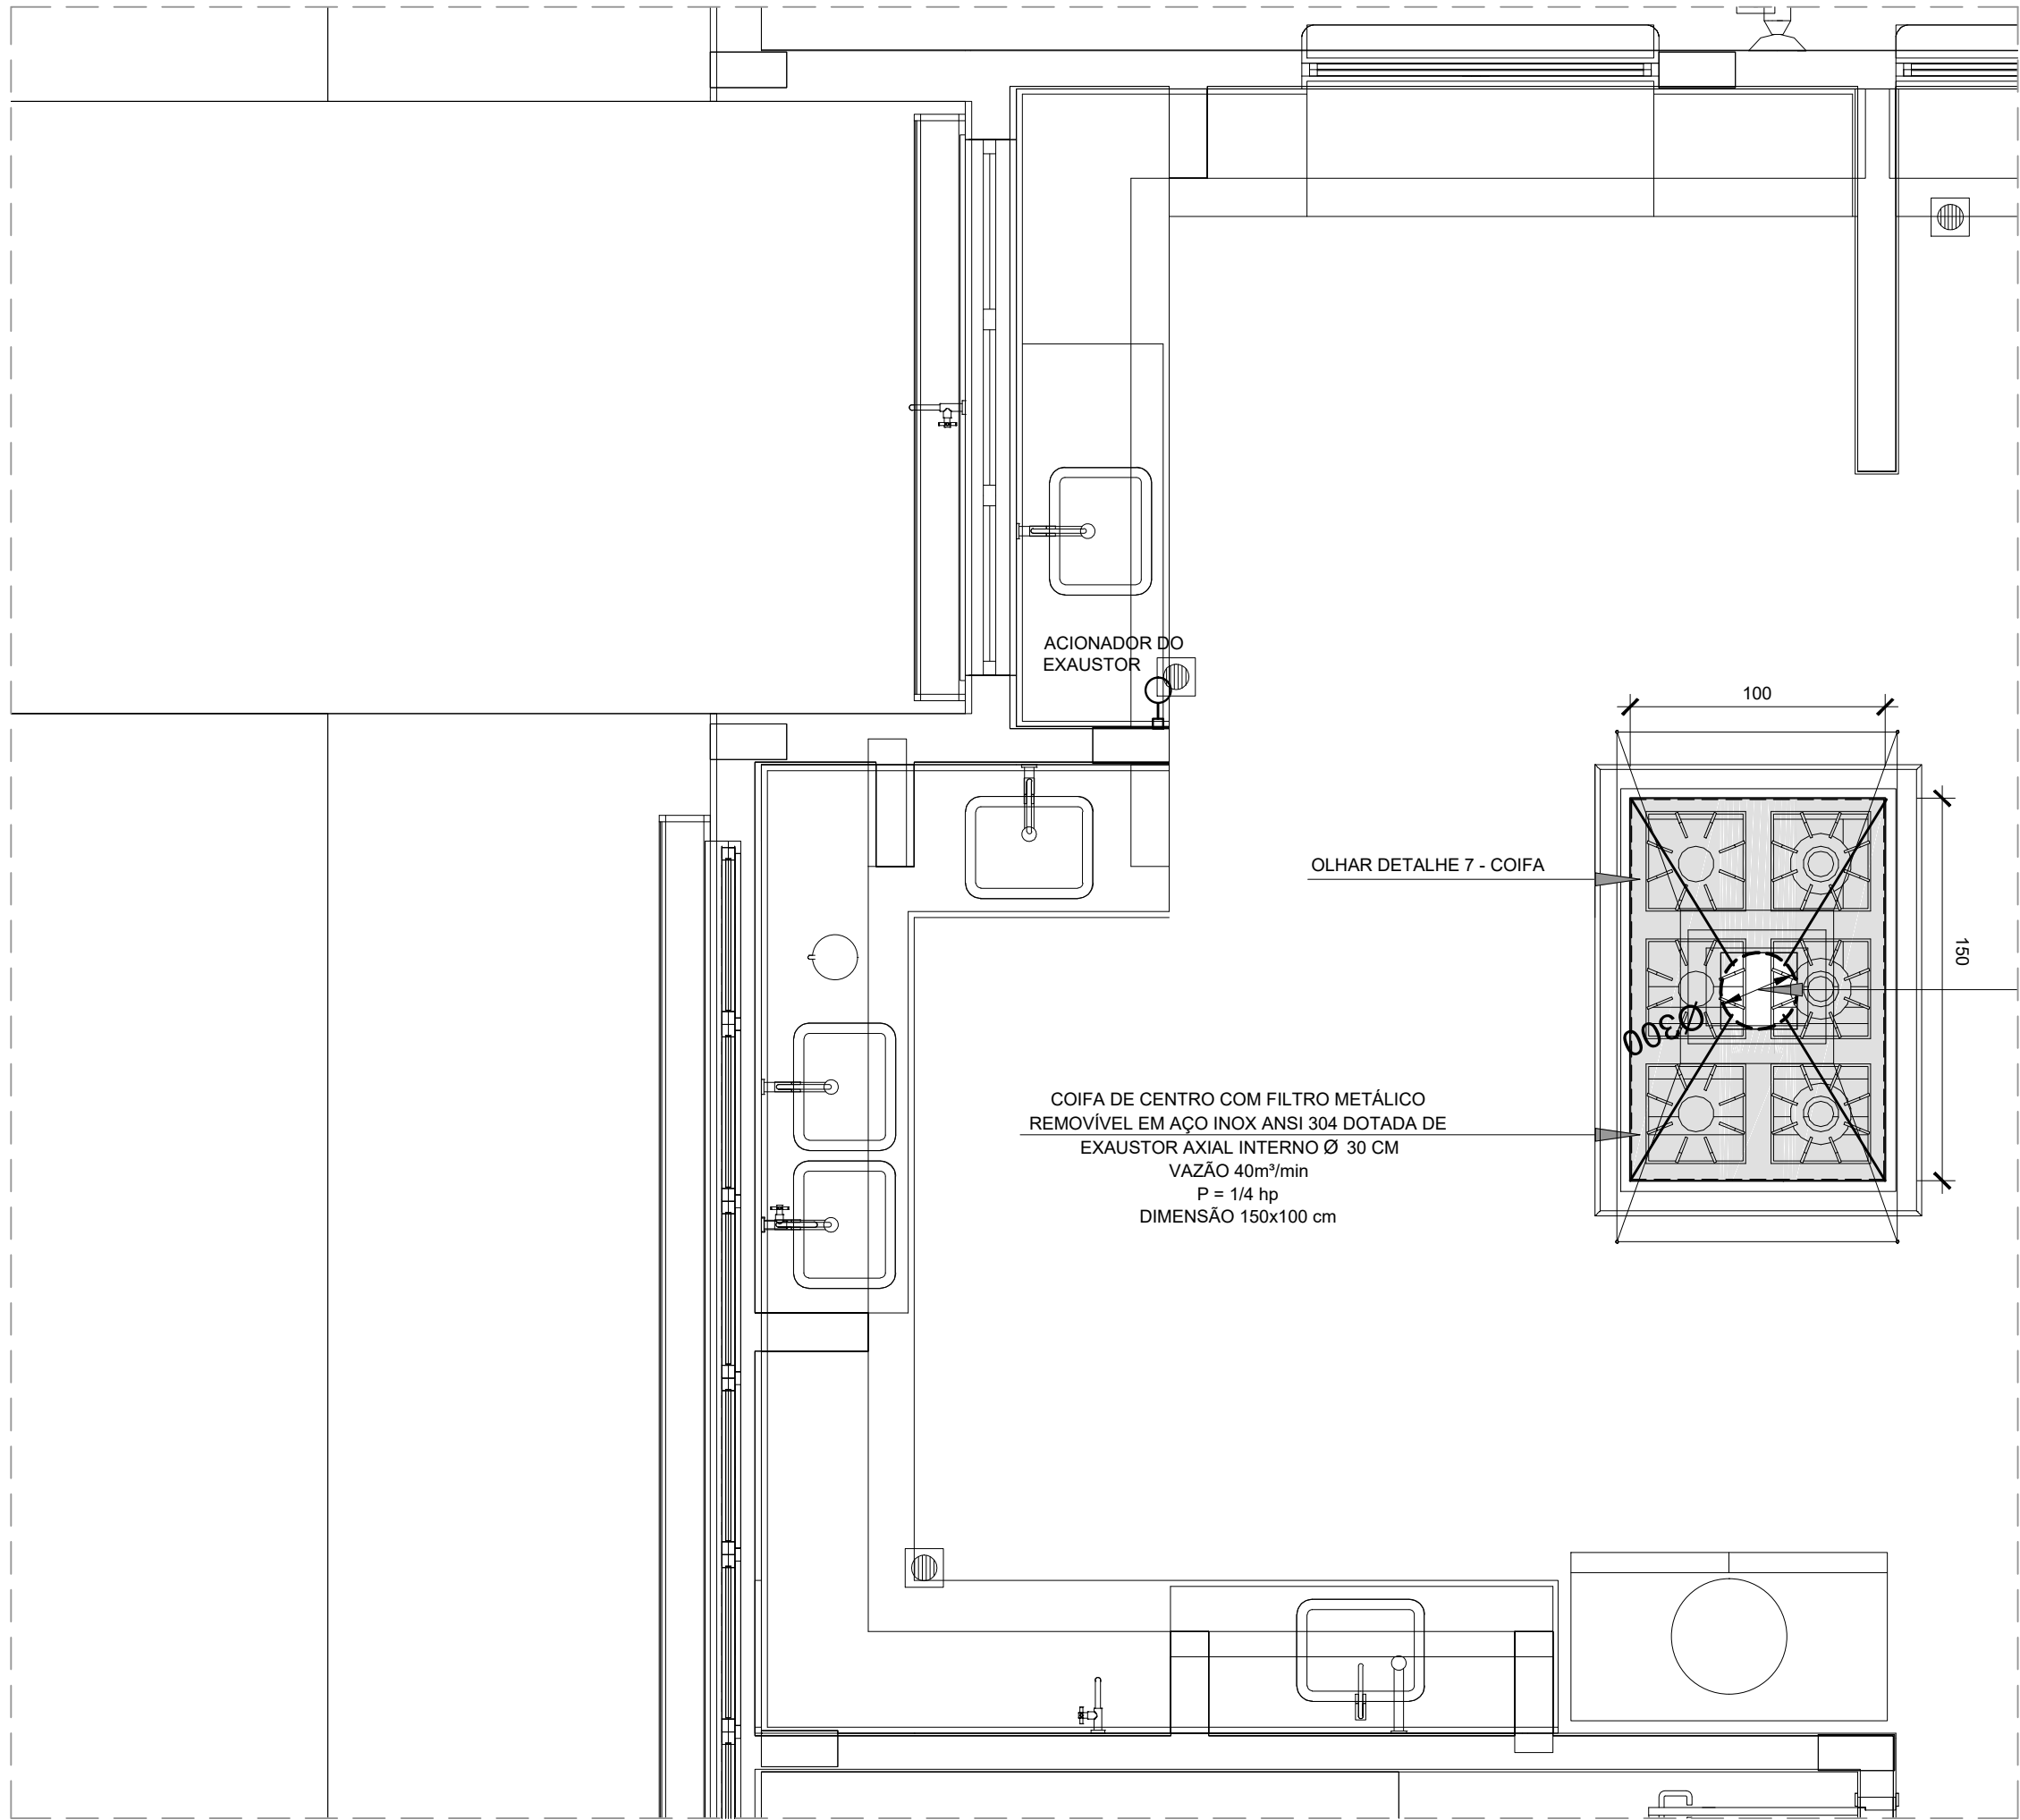 ACIONADOR DO
EXAUSTOR
100
OLHAR DETALHE 7 - COIFA
150
Ø300
COIFA DE CENTRO COM FILTRO METÁLICO
REMOVÍVEL EM AÇO INOX ANSI 304 DOTADA DE
EXAUSTOR AXIAL INTERNO Ø 30 CM
VAZÃO 40m³/min
P = 1/4 hp
DIMENSÃO 150x100 cm